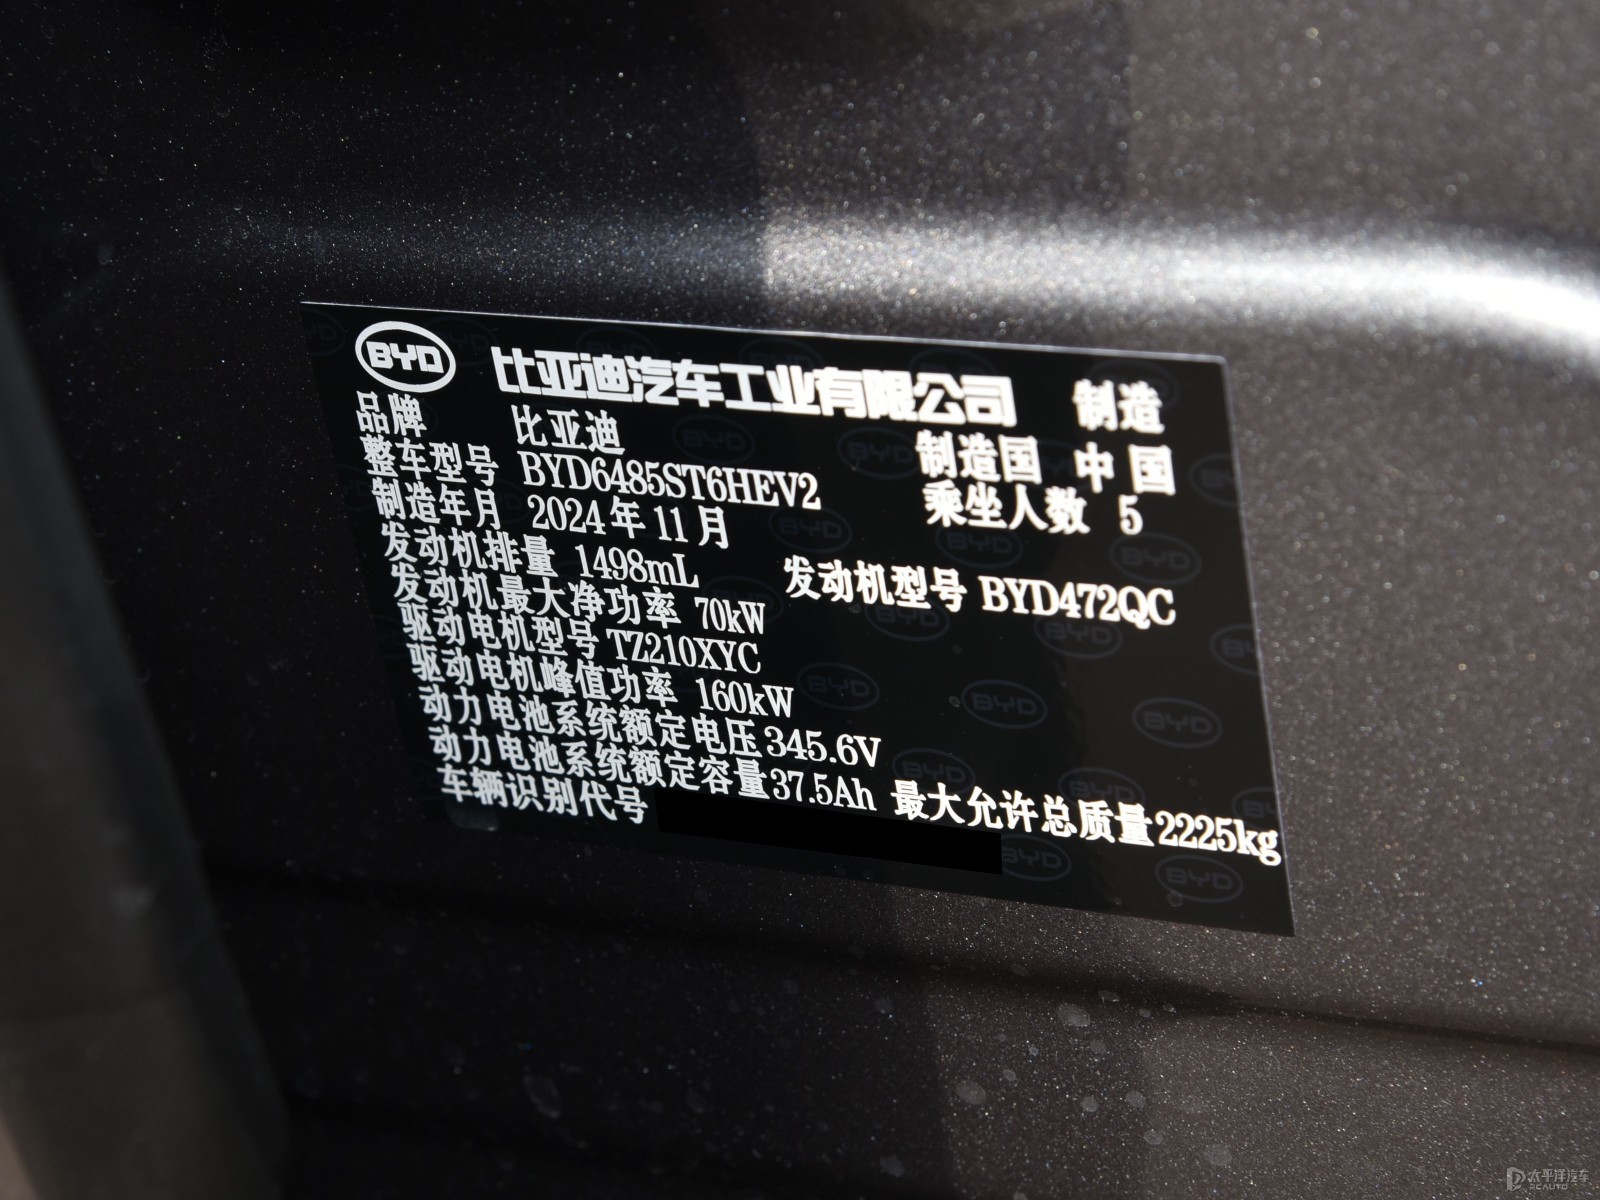 BYD 比亚迪汽车工业有限公司 制造
品牌 比亚迪 制造国 中国
整车型号 BYD6485ST6HEV2 乘坐人数 5
制造年月 2024年11月
发动机排量 1498mL 发动机型号 BYD472QC
发动机最大净功率 70kW
驱动电机型号 TZ210XYC
驱动电机峰值功率 160kW
动力电池系统额定电压 345.6V
动力电池系统额定容量 37.5Ah 最大允许总质量 2225kg
车辆识别代号
太平洋汽车
PCAUTO